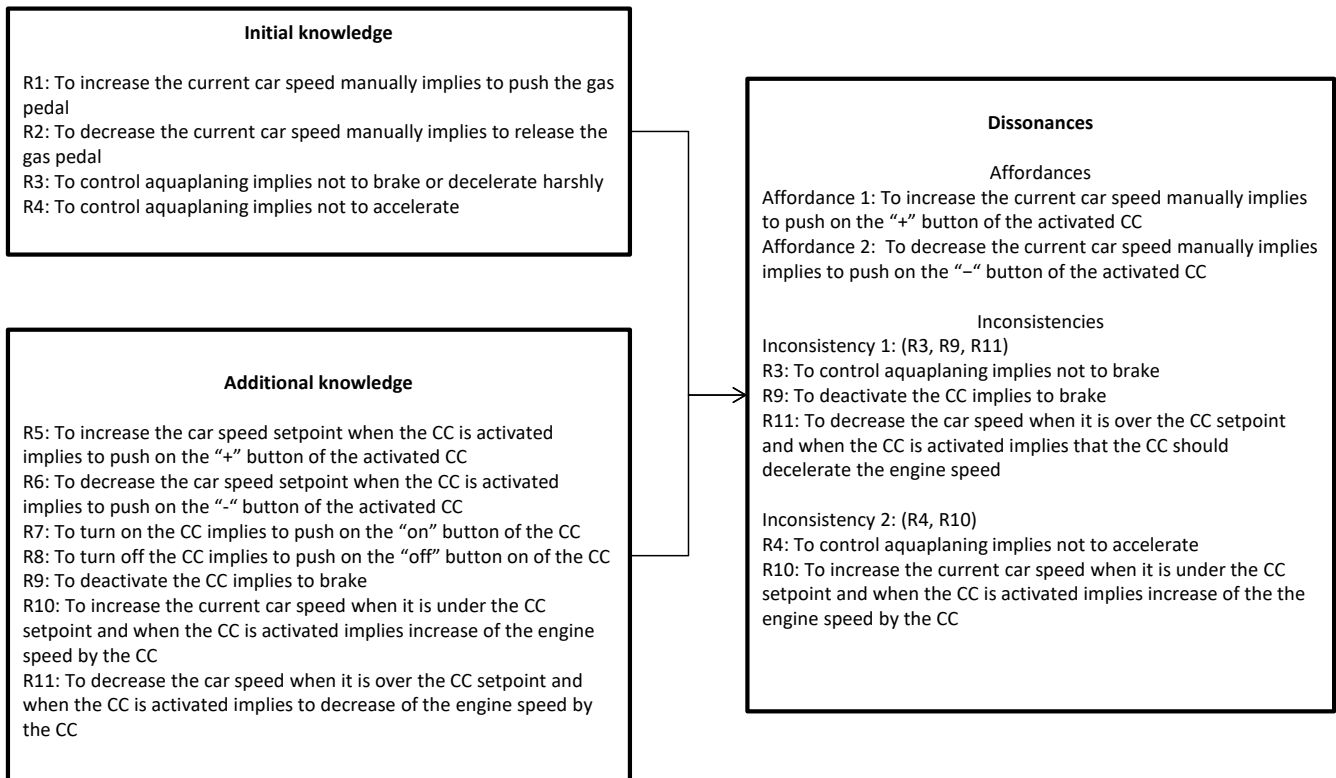 Initial knowledge
R1: To increase the current car speed manually implies to push the gas
pedal
R2: To decrease the current car speed manually implies to release the
gas pedal
R3: To control aquaplaning implies not to brake or decelerate harshly
R4: To control aquaplaning implies not to accelerate
Additional knowledge
R5: To increase the car speed setpoint when the CC is activated
implies to push on the “+” button of the activated CC
R6: To decrease the car speed setpoint when the CC is activated
implies to push on the “-“ button of the activated CC
R7: To turn on the CC implies to push on the “on” button of the CC
R8: To turn off the CC implies to push on the “off” button on of the CC
R9: To deactivate the CC implies to brake
R10: To increase the current car speed when it is under the CC
setpoint and when the CC is activated implies increase of the engine
speed by the CC
R11: To decrease the car speed when it is over the CC setpoint and
when the CC is activated implies to decrease of the engine speed by
the CC
Dissonances
Affordances
Affordance 1: To increase the current car speed manually implies
to push on the “+” button of the activated CC
Affordance 2:  To decrease the current car speed manually implies
implies to push on the “−“ button of the activated CC
Inconsistencies
Inconsistency 1: (R3, R9, R11)
R3: To control aquaplaning implies not to brake
R9: To deactivate the CC implies to brake
R11: To decrease the car speed when it is over the CC setpoint
and when the CC is activated implies that the CC should
decelerate the engine speed
Inconsistency 2: (R4, R10)
R4: To control aquaplaning implies not to accelerate
R10: To increase the current car speed when it is under the CC
setpoint and when the CC is activated implies increase of the the
engine speed by the CC